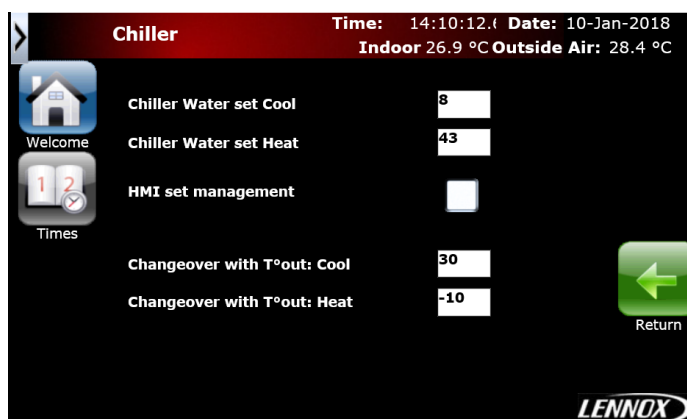 Chiller
Time: 14:10:12.6 Date: 10-Jan-2018
Indoor 26.9 °C Outside Air: 28.4 °C
Welcome
Chiller Water set Cool 8
Chiller Water set Heat 43
1 2
HMI set management
Times
Changeover with T°out: Cool 30
Changeover with T°out: Heat -10
Return
LENNOX